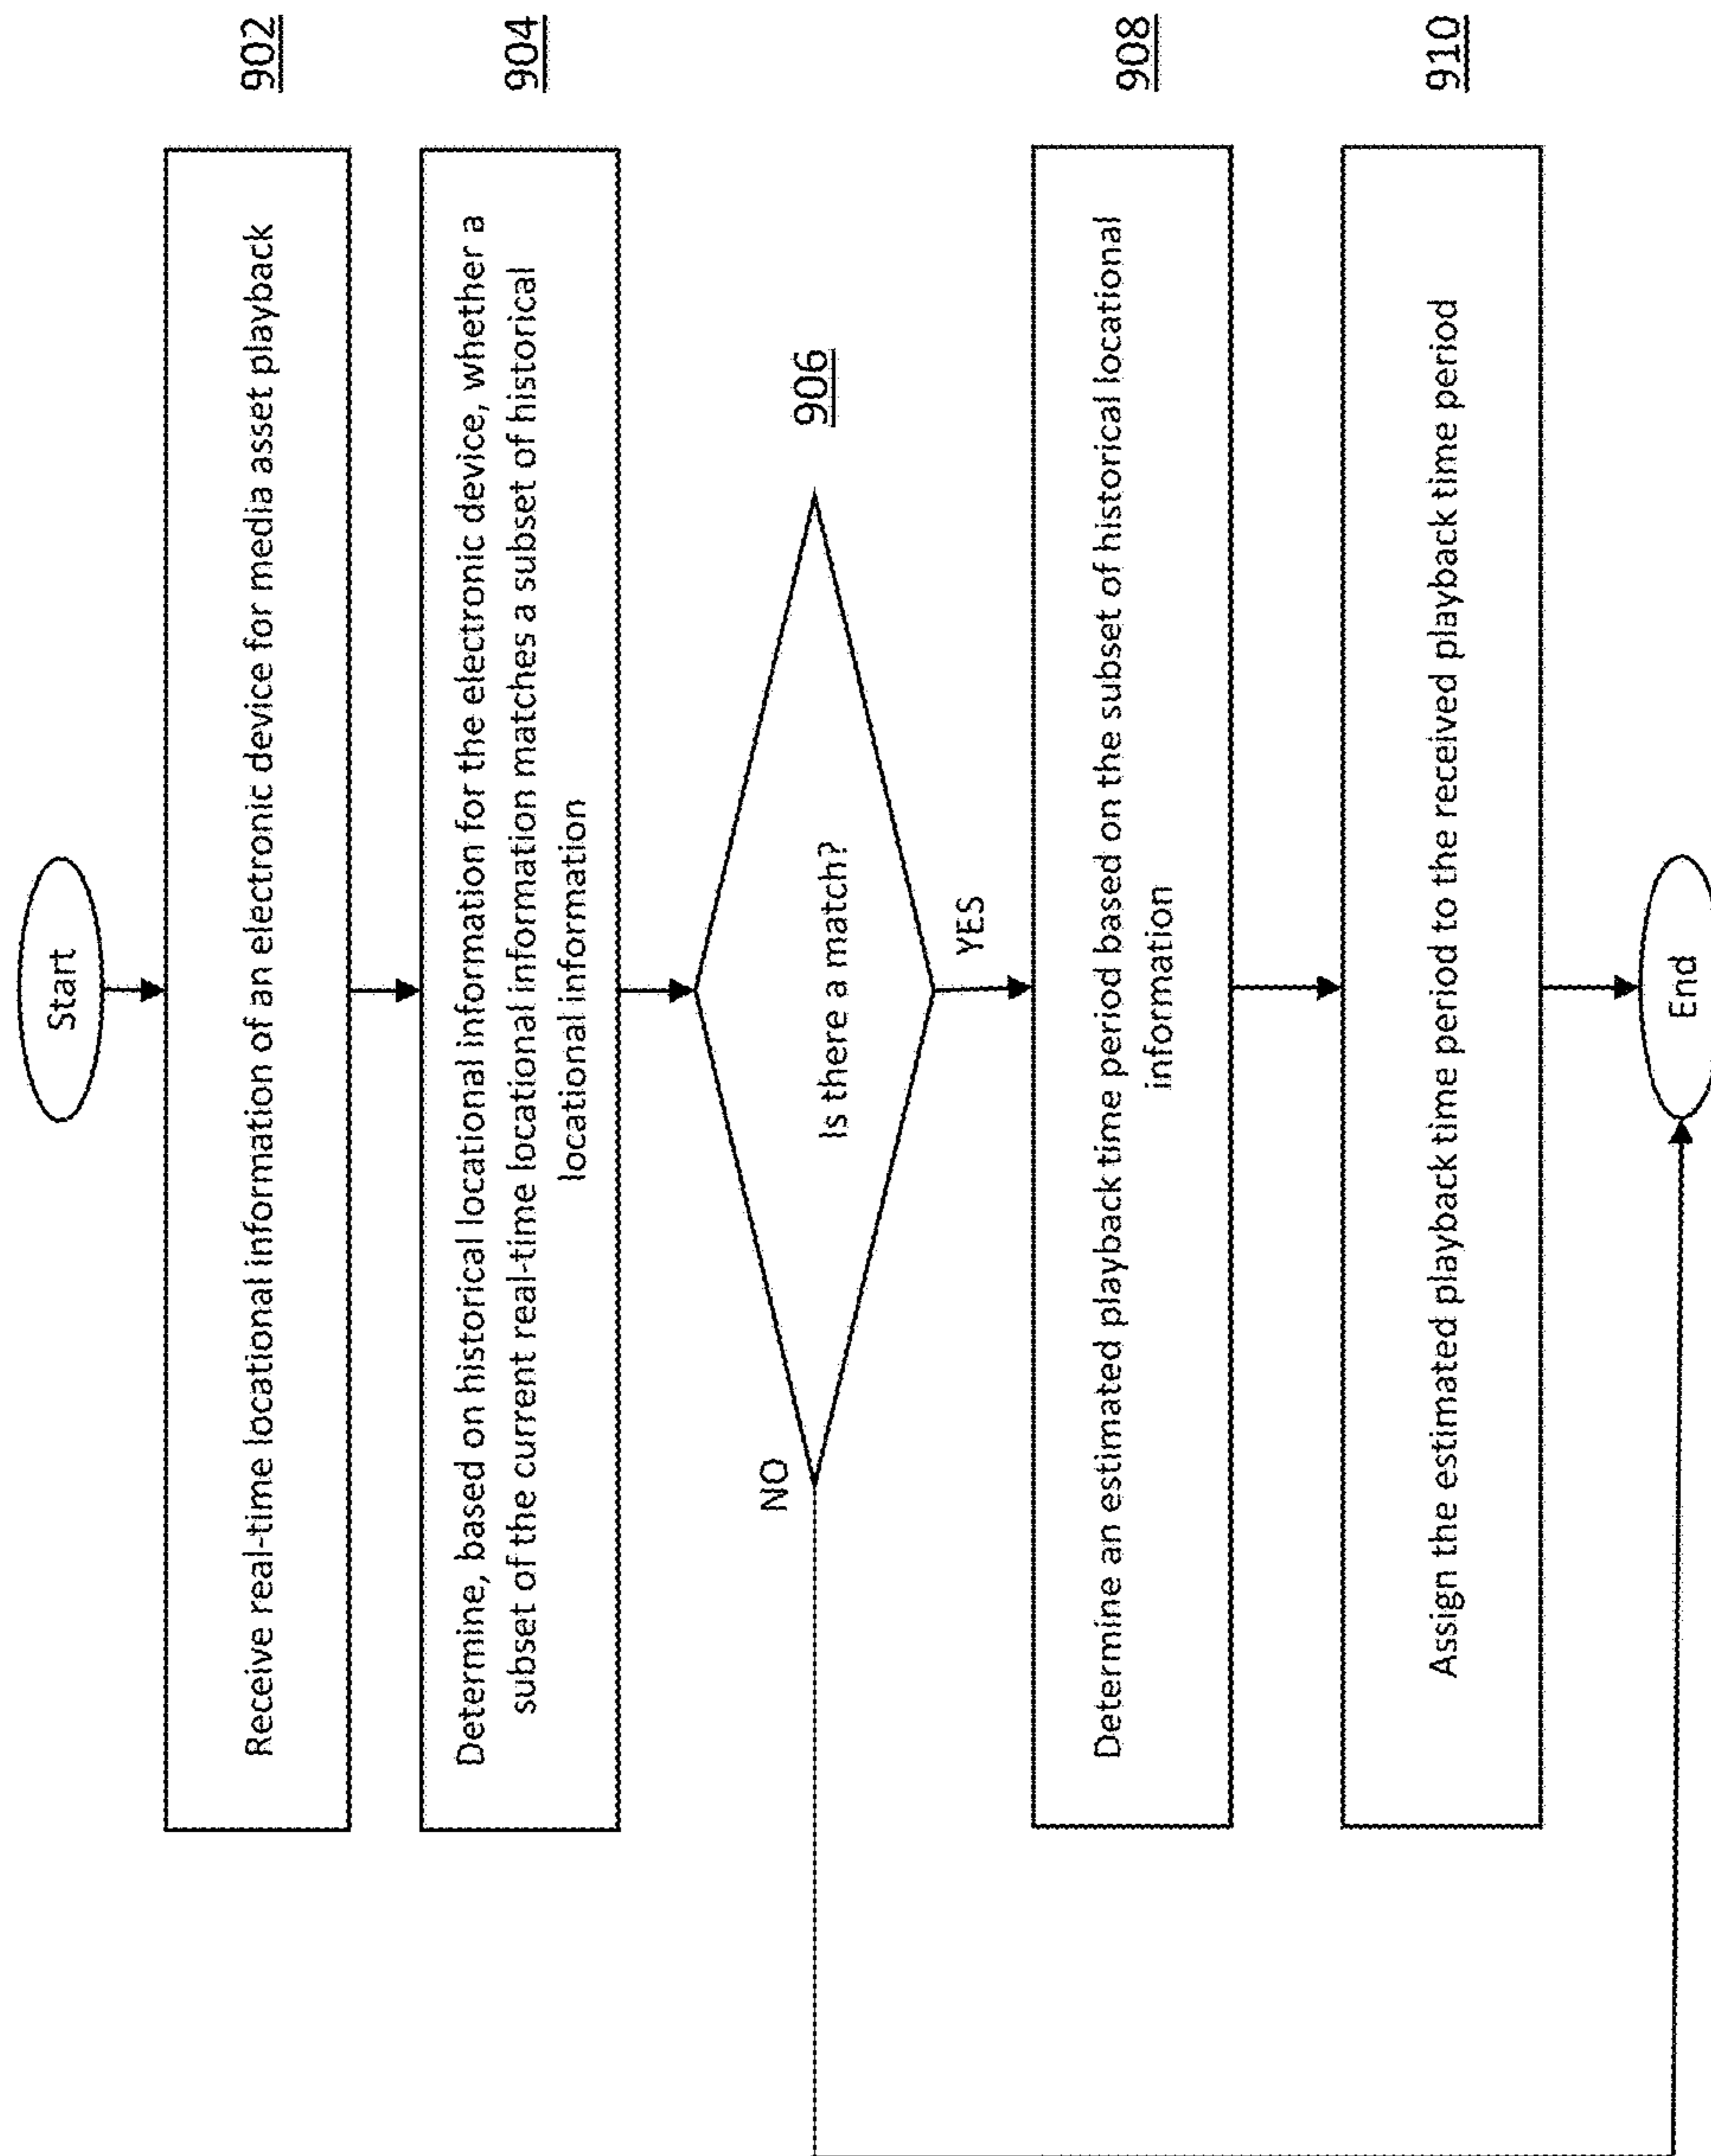 Start
Receive real-time locational information of an electronic device for media asset playback
902
Determine, based on historical locational information for the electronic device, whether a
subset of the current real-time locational information matches a subset of historical
locational information
904
Is there a match?
906
NO
YES
Determine an estimated playback time period based on the subset of historical locational
information
908
Assign the estimated playback time period to the received playback time period
910
End